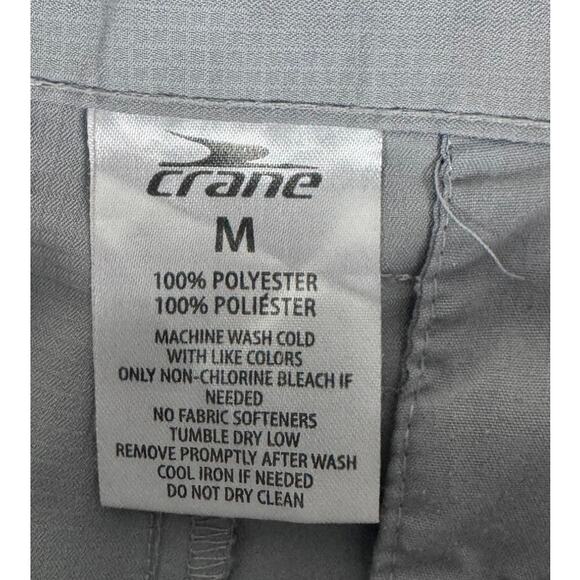 crane
M
100% POLYESTER
100% POLIÉSTER
MACHINE WASH COLD
WITH LIKE COLORS
ONLY NON-CHLORINE BLEACH IF
NEEDED
NO FABRIC SOFTENERS
TUMBLE DRY LOW
REMOVE PROMPTLY AFTER WASH
COOL IRON IF NEEDED
DO NOT DRY CLEAN